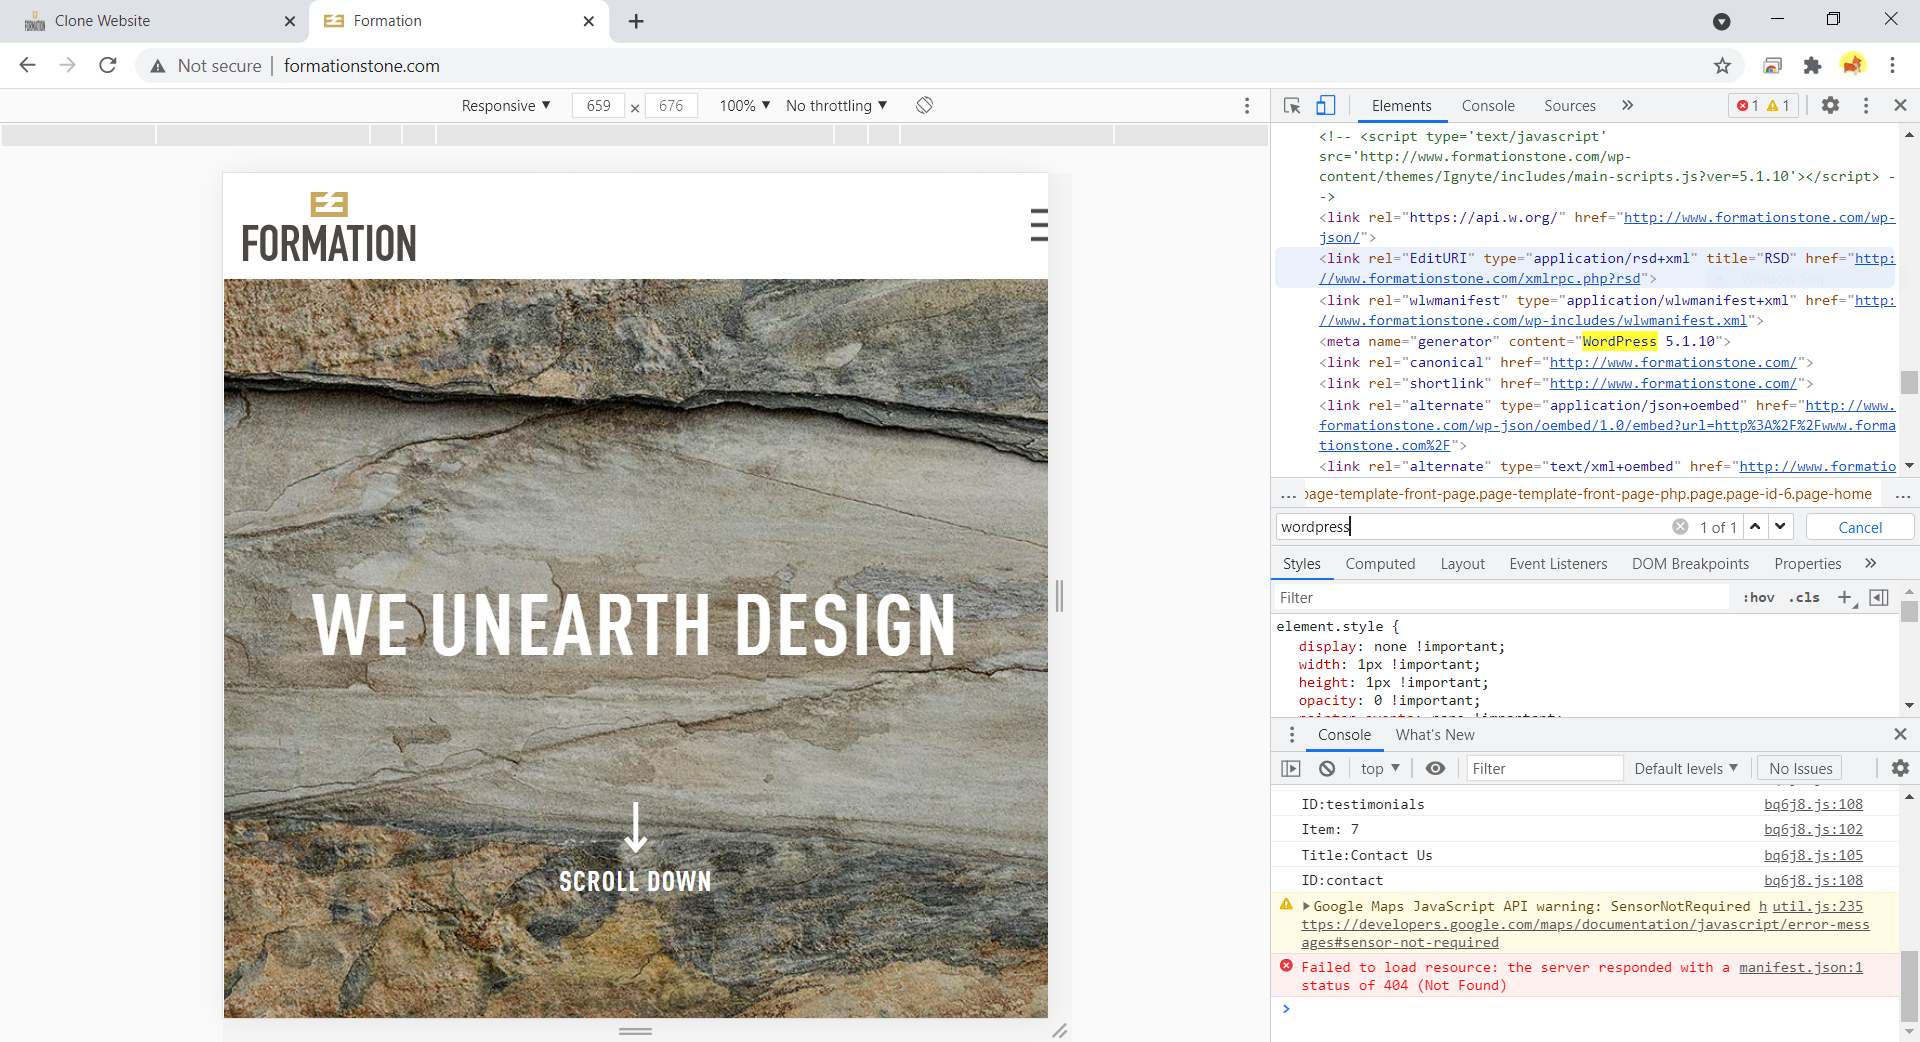 Clone Website
Formation
Not secure
formationstone.com
Responsive
659
×
676
100%
No throttling
FORMATION
WE UNEARTH DESIGN
SCROLL DOWN
Elements
Console
Sources
1
1
<!-- <script type='text/javascript'
src='http://www.formationstone.com/wp-
content/themes/Ignyte/includes/main-scripts.js?ver=5.1.10'></script> -
->
<link rel="https://api.w.org/" href="http://www.formationstone.com/wp-
json/">
<link rel="EditURI" type="application/rsd+xml" title="RSD" href="http:
//www.formationstone.com/xmlrpc.php?rsd">
<link rel="wlwmanifest" type="application/wlwmanifest+xml" href="http:
//www.formationstone.com/wp-includes/wlwmanifest.xml">
<meta name="generator" content="WordPress 5.1.10">
<link rel="canonical" href="http://www.formationstone.com/">
<link rel="shortlink" href="http://www.formationstone.com/">
<link rel="alternate" type="application/json+oembed" href="http://www.
formationstone.com/wp-json/oembed/1.0/embed?url=http%3A%2F%2Fwww.forma
tionstone.com%2F">
<link rel="alternate" type="text/xml+oembed" href="http://www.formatio
... page-template-front-page.page-template-front-page-php.page.page-id-6.page-home ...
wordpress
1 of 1
Cancel
Styles
Computed
Layout
Event Listeners
DOM Breakpoints
Properties
Filter
:hov
.cls
element.style {
display: none !important;
width: 1px !important;
height: 1px !important;
opacity: 0 !important;
pointer-events: none !important;
Console
What's New
top
Filter
Default levels
No Issues
ID:testimonials bq6j8.js:108
Item: 7 bq6j8.js:102
Title:Contact Us bq6j8.js:105
ID:contact bq6j8.js:108
Google Maps JavaScript API warning: SensorNotRequired h util.js:235
ttps://developers.google.com/maps/documentation/javascript/error-mess
ages#sensor-not-required
Failed to load resource: the server responded with a manifest.json:1
status of 404 (Not Found)